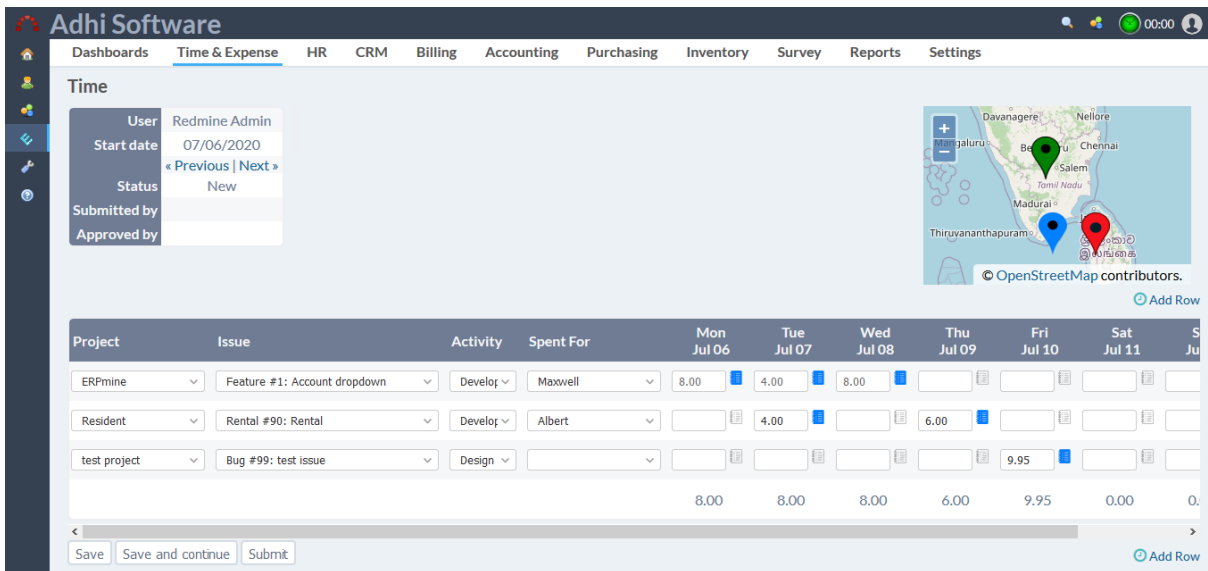 Adhi Software
00:00
Dashboards Time & Expense HR CRM Billing Accounting Purchasing Inventory Survey Reports Settings
Time
User Redmine Admin
Start date 07/06/2020
« Previous | Next »
Status New
Submitted by
Approved by
+
−
Davanagere Nellore
Mangaluru Be ru Chennai
Salem
Tamil Nadu
Madurai
Thiruvananthapuram
இலங்கை
© OpenStreetMap contributors.
Add Row
Project Issue Activity Spent For Mon Tue Wed Thu Fri Sat S
Jul 06 Jul 07 Jul 08 Jul 09 Jul 10 Jul 11 Ju
ERPmine Feature #1: Account dropdown Develop Maxwell 8.00 4.00 8.00
Resident Rental #90: Rental Develop Albert 4.00 6.00
test project Bug #99: test issue Design 9.95
8.00 8.00 8.00 6.00 9.95 0.00 0.
Save Save and continue Submit
Add Row